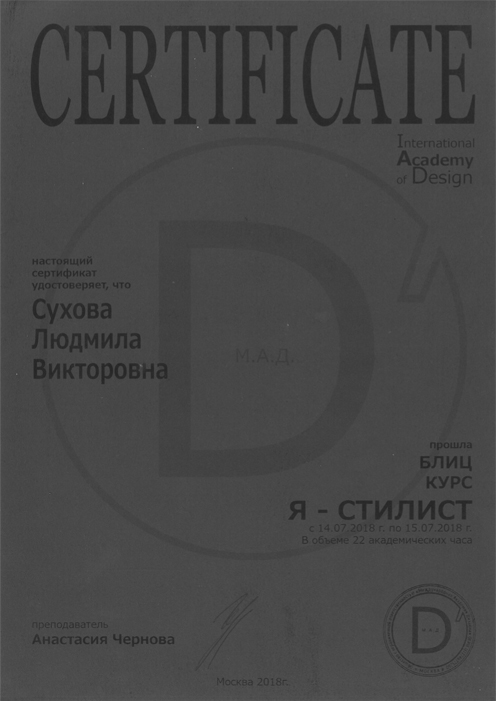 CERTIFICATE
International
Academy
of Design
настоящий
сертификат
удостоверяет, что
Сухова
Людмила
Викторовна
М.А.Д.
прошла
БЛИЦ
КУРС
Я - СТИЛИСТ
с 14.07.2018 г. по 15.07.2018 г.
В объеме 22 академических часа
преподаватель
Анастасия Чернова
D
М.А.Д.
Москва 2018г.